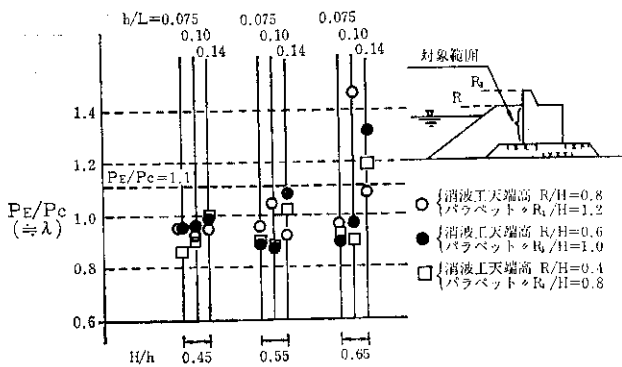 h/L=0.075
0.10
0.14
0.075
0.10
0.14
0.075
0.10
0.14
対象範囲
R₁
R
1.4
1.2
PE/PC=1.1
1.0
0.8
0.6
PE/PC
(≒λ)
○{消波工天端高 R/H=0.8
パラペット〃R₁/H=1.2
●{消波工天端高 R/H=0.6
パラペット〃R₁/H=1.0
□{消波工天端高 R/H=0.4
パラペット〃R₁/H=0.8
H/h 0.45 0.55 0.65